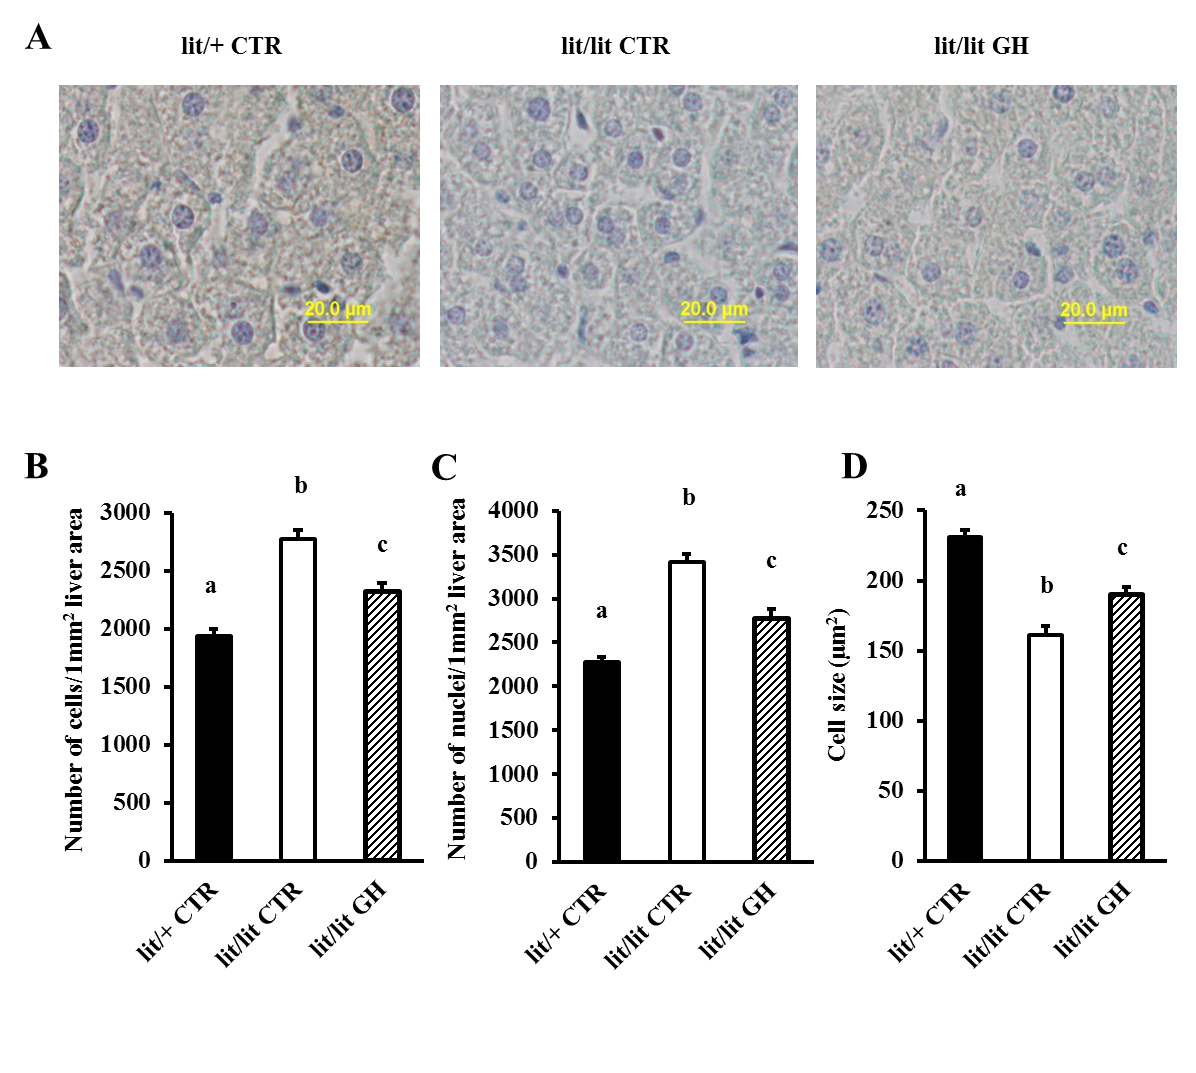 A
lit/+ CTR
lit/lit CTR
lit/lit GH
20.0 µm
20.0 µm
20.0 µm
B
Number of cells/1mm² liver area
3000
2500
2000
1500
1000
500
0
a
b
c
lit/+ CTR
lit/lit CTR
lit/lit GH
C
Number of nuclei/1mm² liver area
4000
3500
3000
2500
2000
1500
1000
500
0
a
b
c
lit/+ CTR
lit/lit CTR
lit/lit GH
D
Cell size (µm²)
250
200
150
100
50
0
a
b
c
lit/+ CTR
lit/lit CTR
lit/lit GH